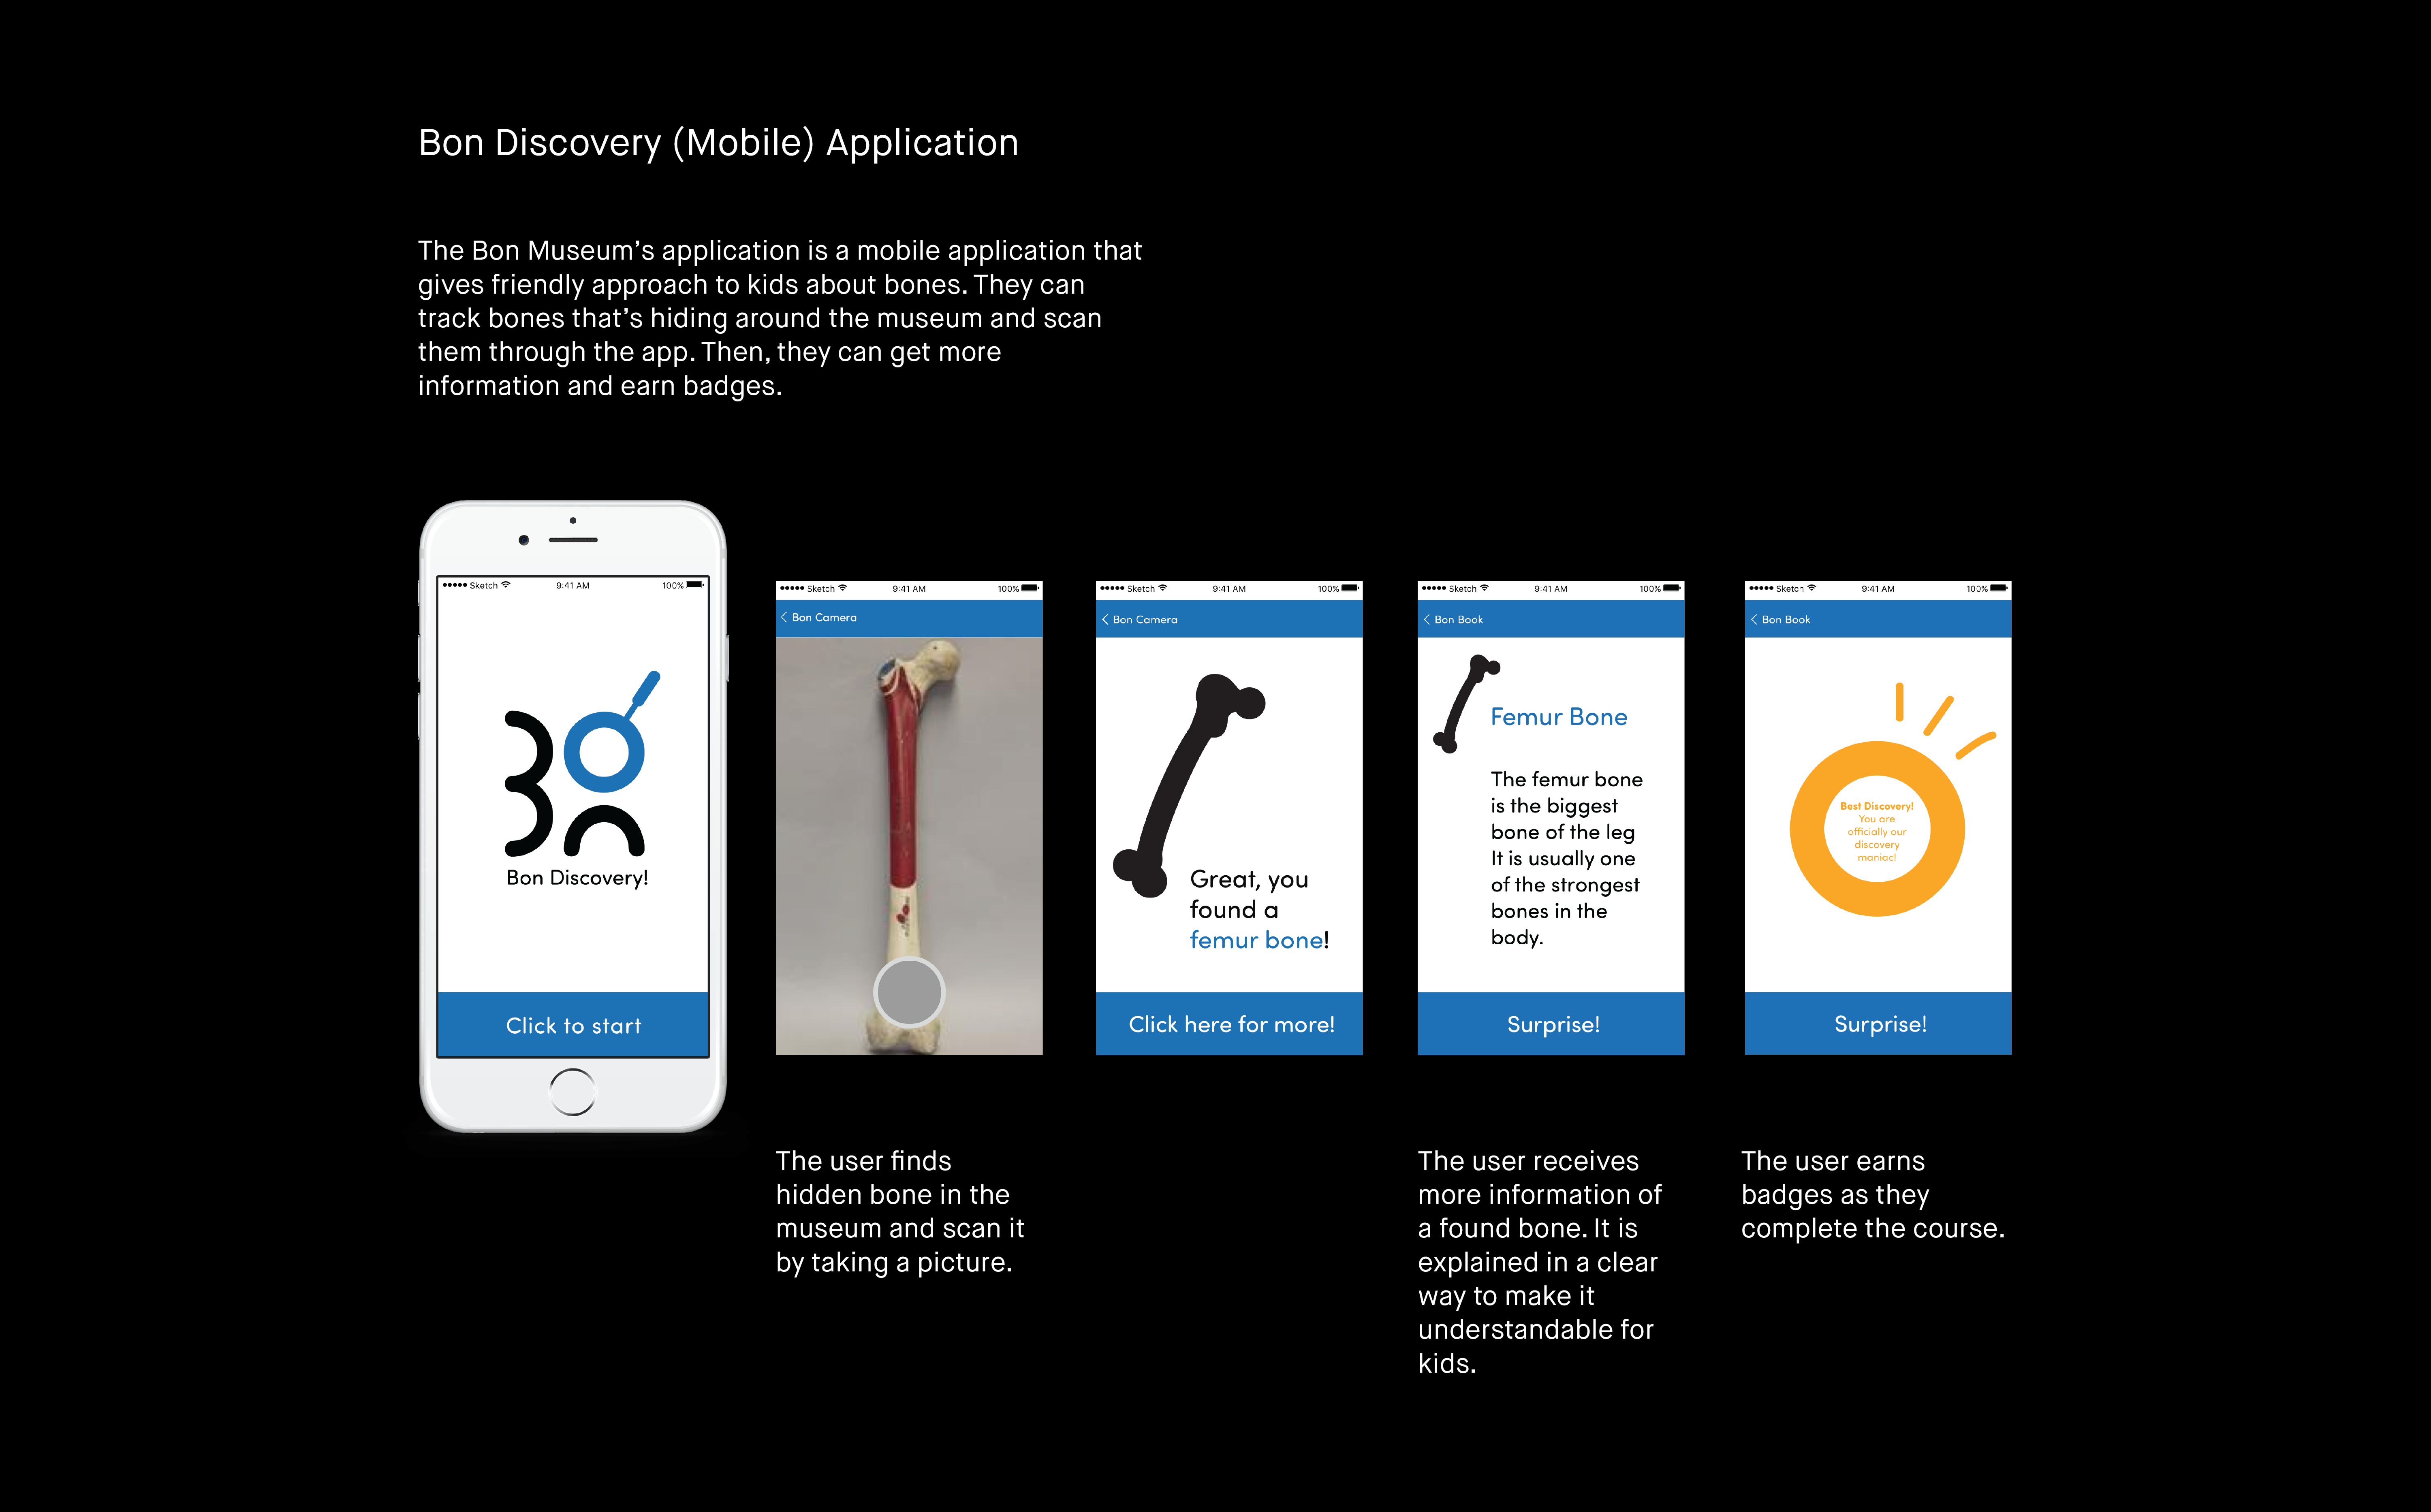 Bon Discovery (Mobile) Application
The Bon Museum’s application is a mobile application that
gives friendly approach to kids about bones. They can
track bones that’s hiding around the museum and scan
them through the app. Then, they can get more
information and earn badges.
Sketch 9:41 AM 100%
Bon
Bon Discovery!
Click to start
Sketch 9:41 AM 100%
Bon Camera
Sketch 9:41 AM 100%
Bon Camera
Great, you
found a
femur bone!
Click here for more!
Sketch 9:41 AM 100%
Bon Book
Femur Bone
The femur bone
is the biggest
bone of the leg
It is usually one
of the strongest
bones in the
body.
Surprise!
Sketch 9:41 AM 100%
Bon Book
Best Discovery!
You are
officially our
discovery
maniac!
Surprise!
The user finds
hidden bone in the
museum and scan it
by taking a picture.
The user receives
more information of
a found bone. It is
explained in a clear
way to make it
understandable for
kids.
The user earns
badges as they
complete the course.